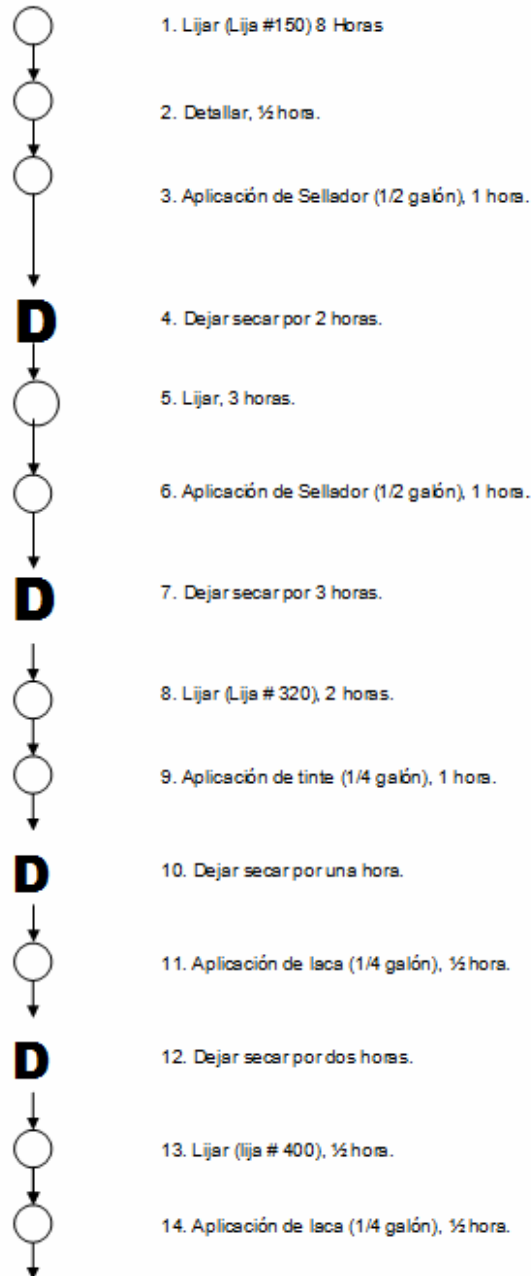 1. Lijar (Lija #150) 8 Horas
2. Detallar, ½ hora.
3. Aplicación de Sellador (1/2 galón), 1 hora.
D
4. Dejar secar por 2 horas.
5. Lijar, 3 horas.
6. Aplicación de Sellador (1/2 galón), 1 hora.
D
7. Dejar secar por 3 horas.
8. Lijar (Lija # 320), 2 horas.
9. Aplicación de tinte (1/4 galón), 1 hora.
D
10. Dejar secar por una hora.
11. Aplicación de laca (1/4 galón), ½ hora.
D
12. Dejar secar por dos horas.
13. Lijar (lija # 400), ½ hora.
14. Aplicación de laca (1/4 galón), ½ hora.